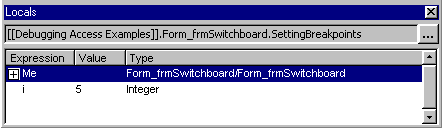 Locals
[[Debugging Access Examples]].Form_frmSwitchboard.SettingBreakpoints ...
Expression Value Type
Me Form_frmSwitchboard/Form_frmSwitchboard
i 5 Integer